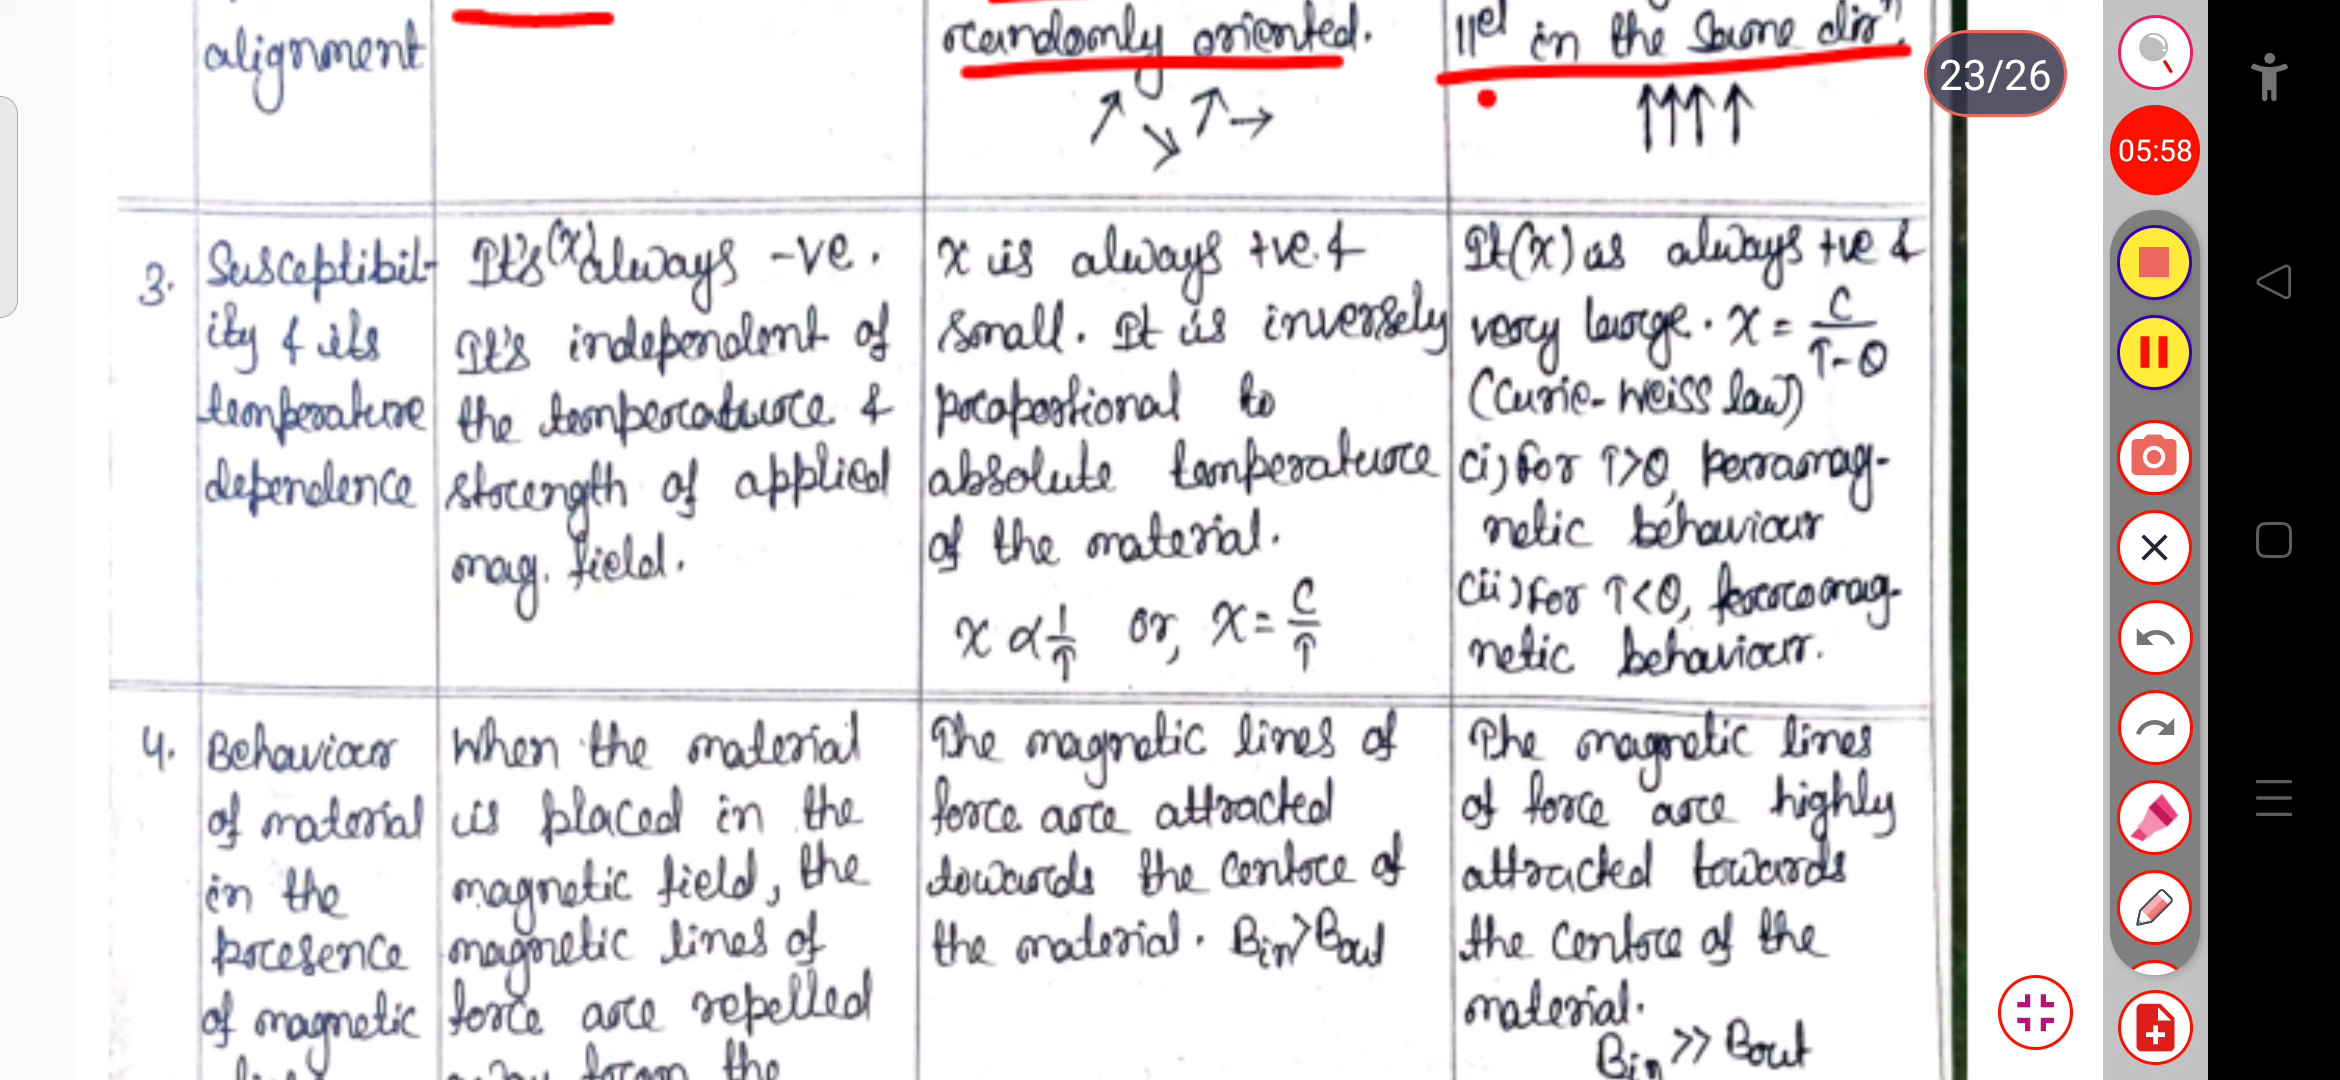 alignment
randomly oriented.
||el in the same dirⁿ.
↗ ↘ ↗ →
↑↑↑↑
23/26
05:58
3.
Susceptibil-
ity & its
temperature
dependence
It's (χ) always -ve.
It's independent of
the temperature &
strength of applied
mag. field.
χ is always +ve &
small. It is inversely
proportional to
absolute temperature
of the material.
χ ∝ 1/T or, χ = C/T
It (χ) is always +ve &
very large. χ = C/T-θ
(Curie-Weiss law)
(i) For T>θ, paramag-
netic behaviour
(ii) For T<θ, ferromag-
netic behaviour.
4.
Behaviour
of material
in the
presence
of magnetic
When the material
is placed in the
magnetic field, the
magnetic lines of
force are repelled
the
The magnetic lines of
force are attracted
towards the centre of
the material. Bin>Bout
The magnetic lines
of force are highly
attracted towards
the centre of the
material.
Bin >> Bout